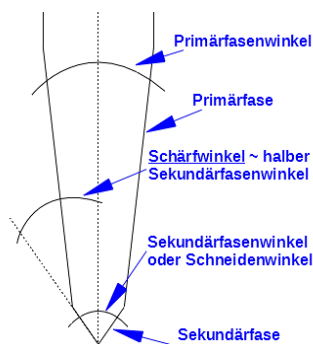 Primärfasenwinkel
Primärfase
Schärfwinkel ~ halber
Sekundärfasenwinkel
Sekundärfasenwinkel
oder Schneidenwinkel
Sekundärfase